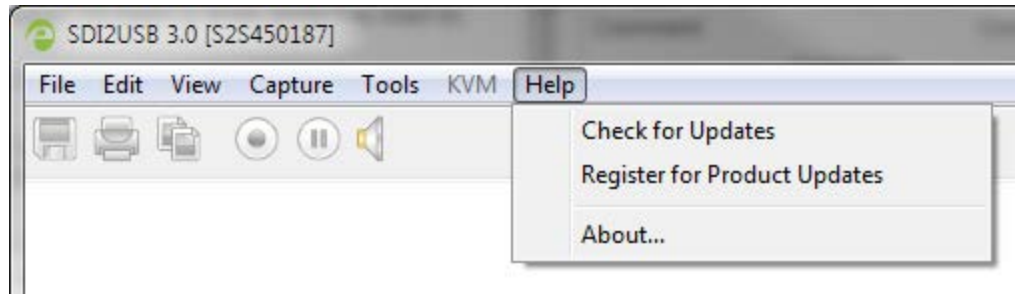 SDI2USB 3.0 [S2S450187]
File Edit View Capture Tools KVM Help
Check for Updates
Register for Product Updates
About...